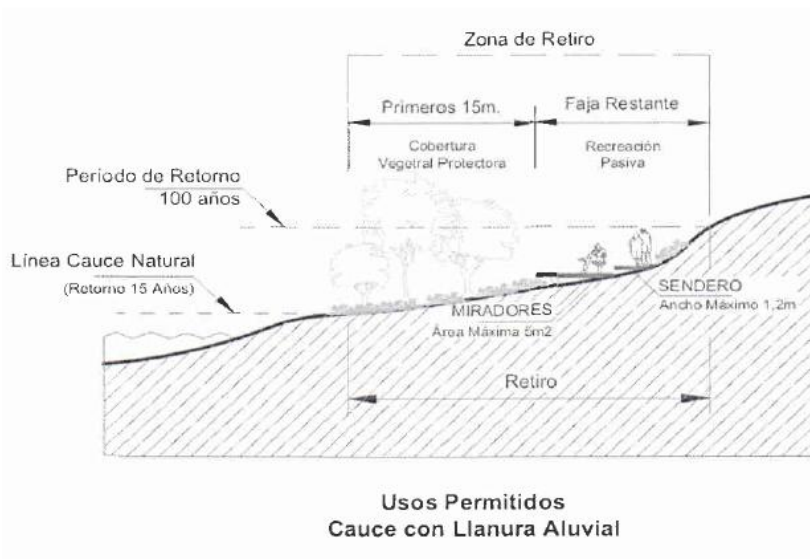 Zona de Retiro
Primeros 15m.
Faja Restante
Cobertura
Vegetral Protectora
Recreación
Pasiva
Periodo de Retorno
100 años
Línea Cauce Natural
(Retorno 15 Años)
SENDERO
Ancho Máximo 1,2m
MIRADORES
Área Máxima 5m2
Retiro
Usos Permitidos
Cauce con Llanura Aluvial